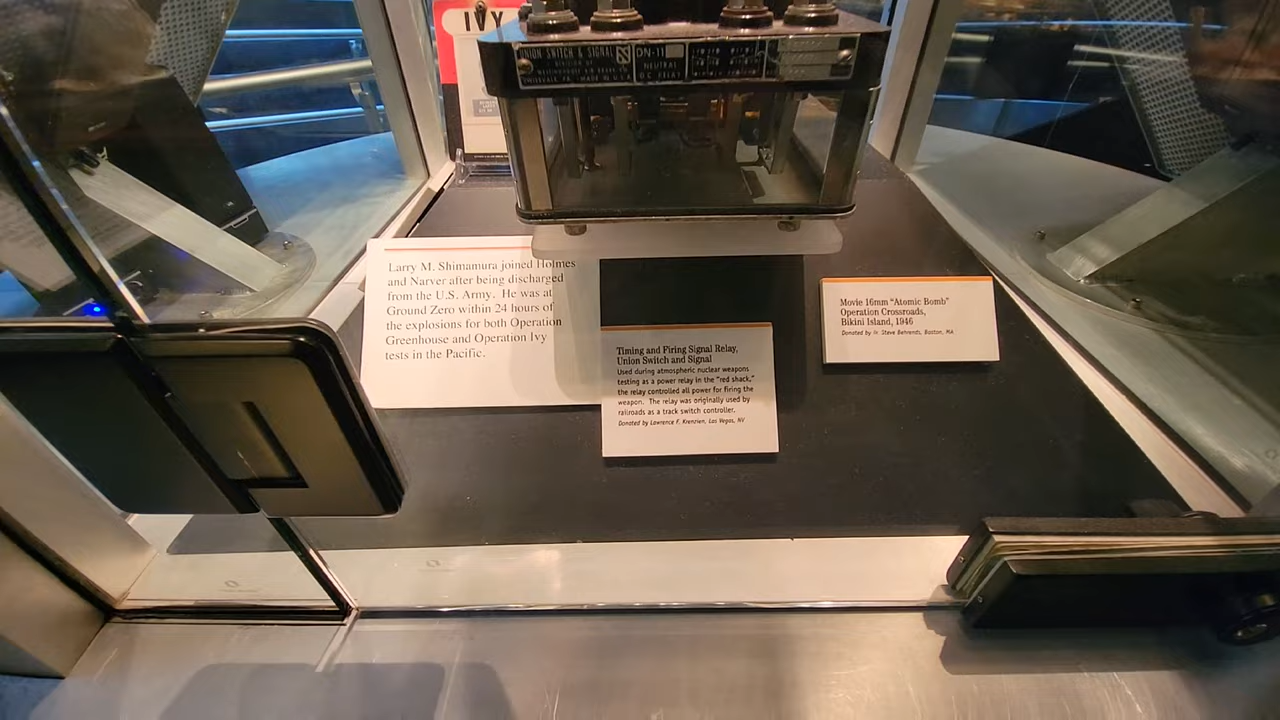 IVY
UNION SWITCH & SIGNAL
DN-11
NEUTRAL
D.C. RELAY
Larry M. Shimamura joined Holmes
and Narver after being discharged
from the U.S. Army. He was at
Ground Zero within 24 hours of
the explosions for both Operation
Greenhouse and Operation Ivy
tests in the Pacific.
Timing and Firing Signal Relay,
Union Switch and Signal
Used during atmospheric nuclear weapons
testing as a power relay in the "red shack,"
the relay controlled all power for firing the
weapon. The relay was originally used by
railroads as a track switch controller.
Donated by Lawrence F. Krenzien, Las Vegas, NV
Movie 16mm "Atomic Bomb"
Operation Crossroads,
Bikini Island, 1946
Donated by Steve Behrends, Boston, MA